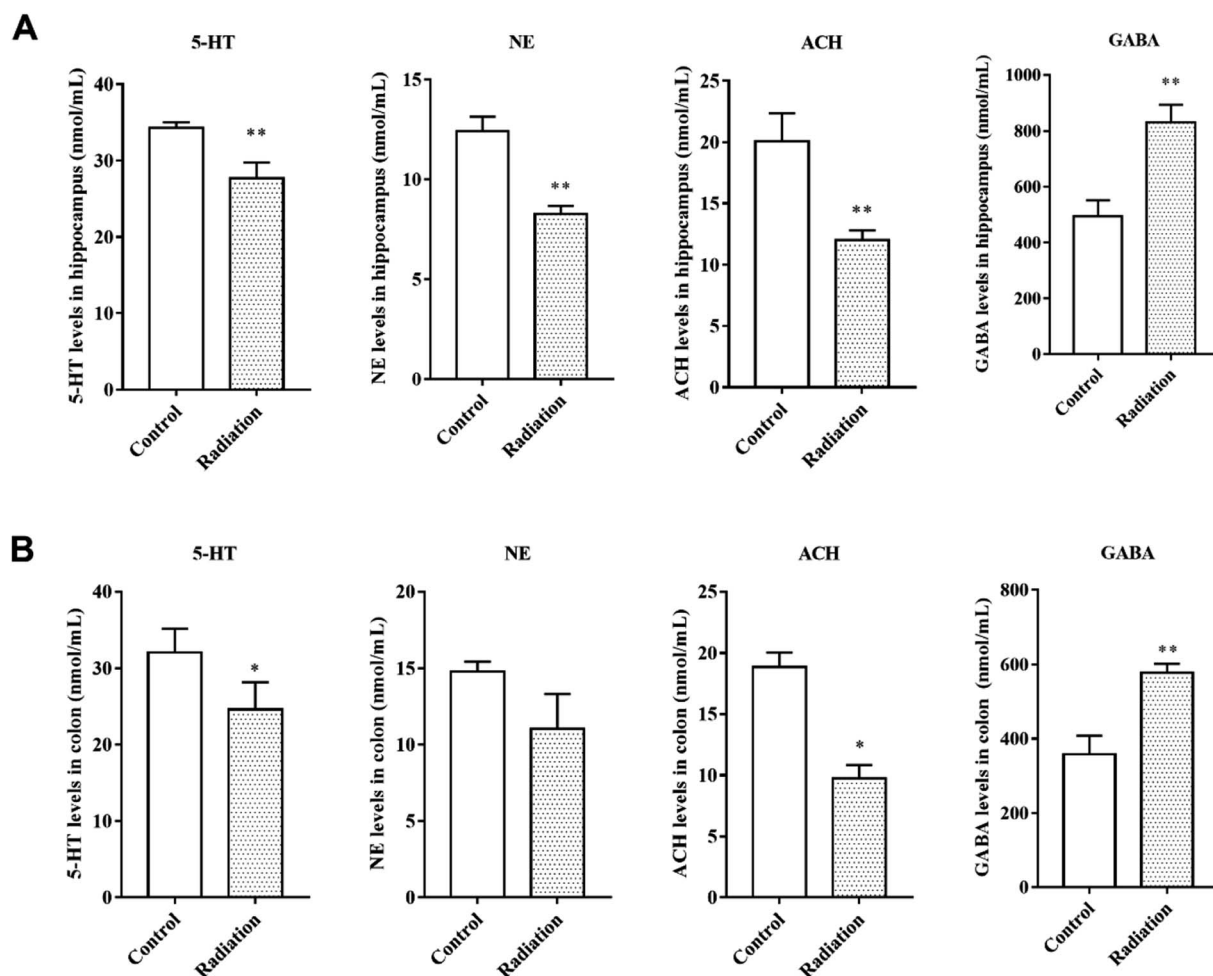 A
5-HT
5-HT levels in hippocampus (nmol/mL)
40
30
20
10
0
Control
Radiation
**
NE
NE levels in hippocampus (nmol/mL)
15
10
5
0
Control
Radiation
**
ACH
ACH levels in hippocampus (nmol/mL)
25
20
15
10
5
0
Control
Radiation
**
GABA
GABA levels in hippocampus (nmol/mL)
1000
800
600
400
200
0
Control
Radiation
**
B
5-HT
5-HT levels in colon (nmol/mL)
40
30
20
10
0
Control
Radiation
*
NE
NE levels in colon (nmol/mL)
20
15
10
5
0
Control
Radiation
ACH
ACH levels in colon (nmol/mL)
25
20
15
10
5
0
Control
Radiation
*
GABA
GABA levels in colon (nmol/mL)
800
600
400
200
0
Control
Radiation
**